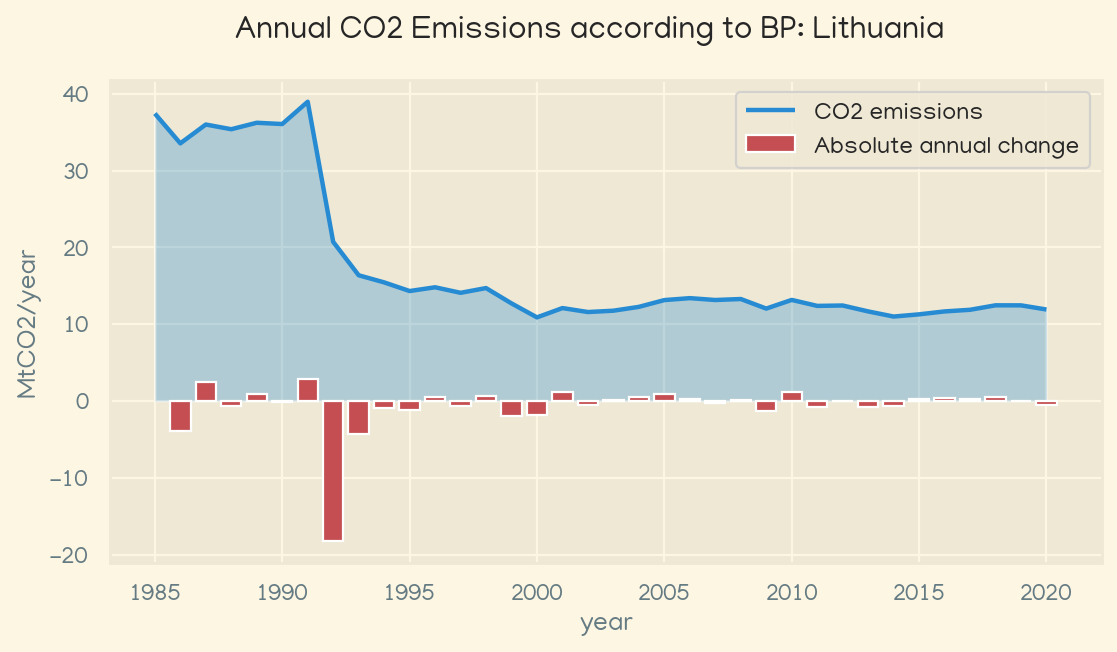 Annual CO2 Emissions according to BP: Lithuania
CO2 emissions
Absolute annual change
MtCO2/year
40
30
20
10
0
−10
−20
1985 1990 1995 2000 2005 2010 2015 2020
year